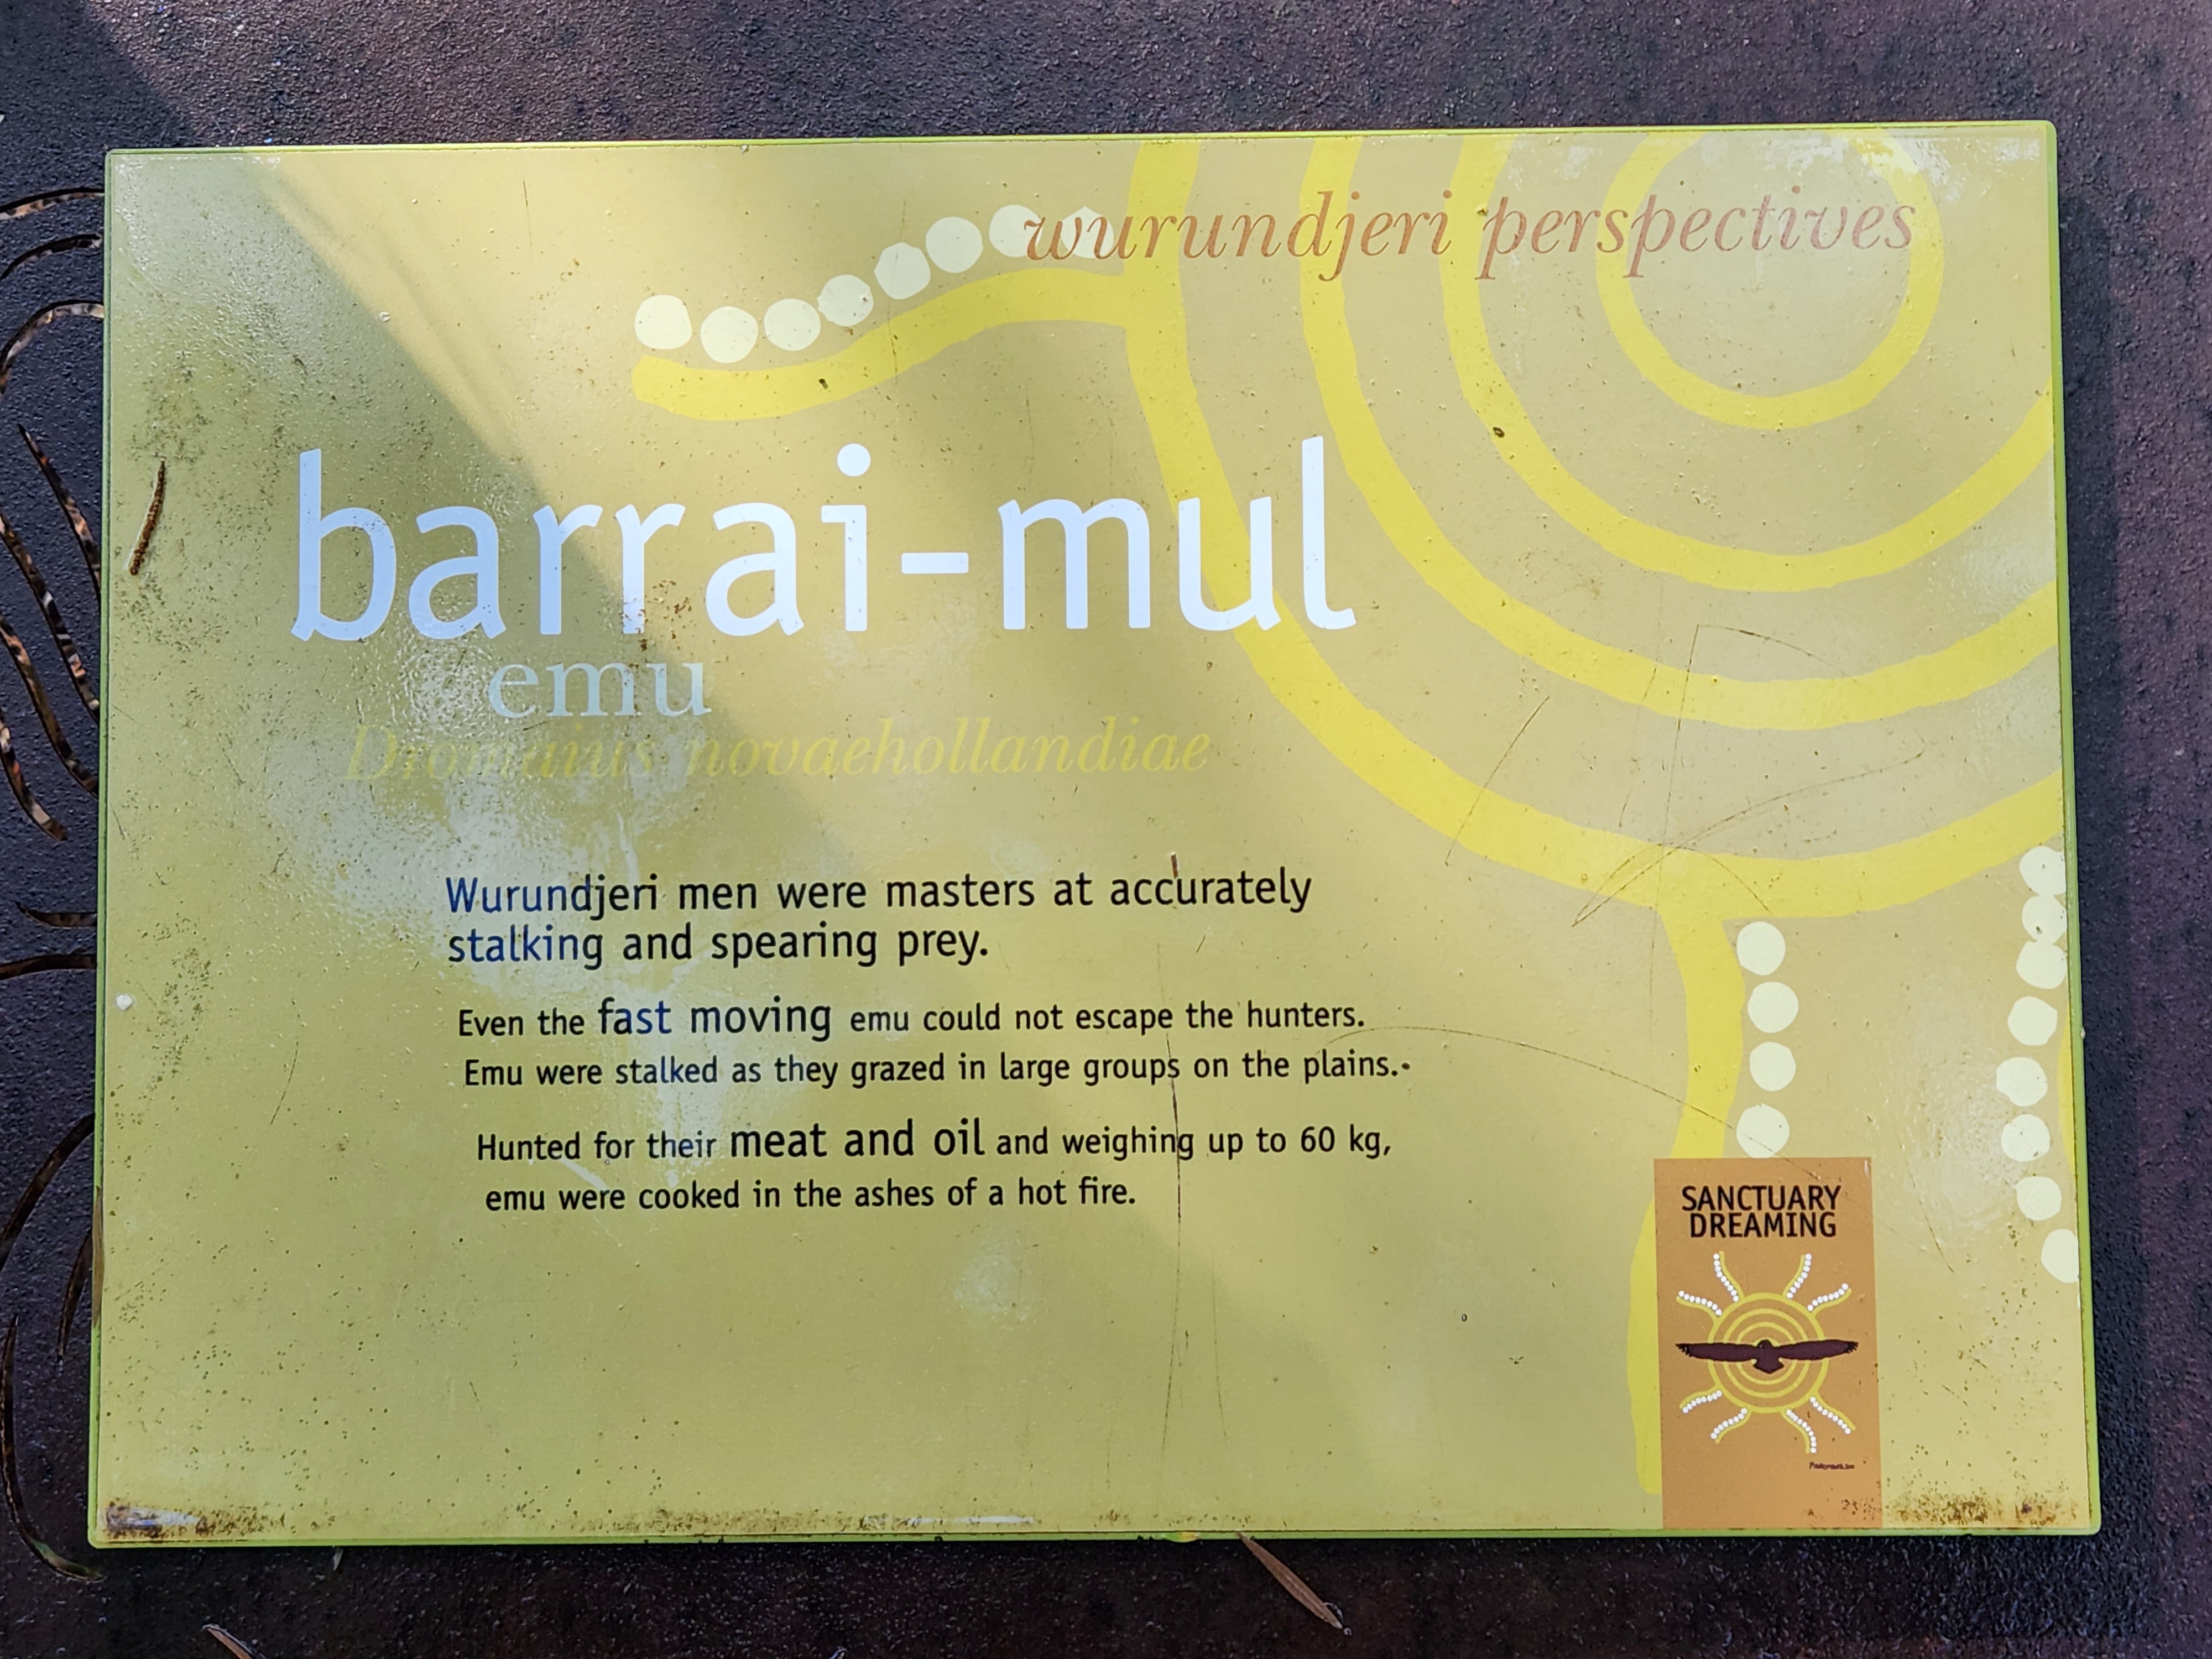 wurundjeri perspectives
barrai-mul
emu
Dromaius novaehollandiae
Wurundjeri men were masters at accurately
stalking and spearing prey.
Even the fast moving emu could not escape the hunters.
Emu were stalked as they grazed in large groups on the plains.
Hunted for their meat and oil and weighing up to 60 kg,
emu were cooked in the ashes of a hot fire.
SANCTUARY
DREAMING